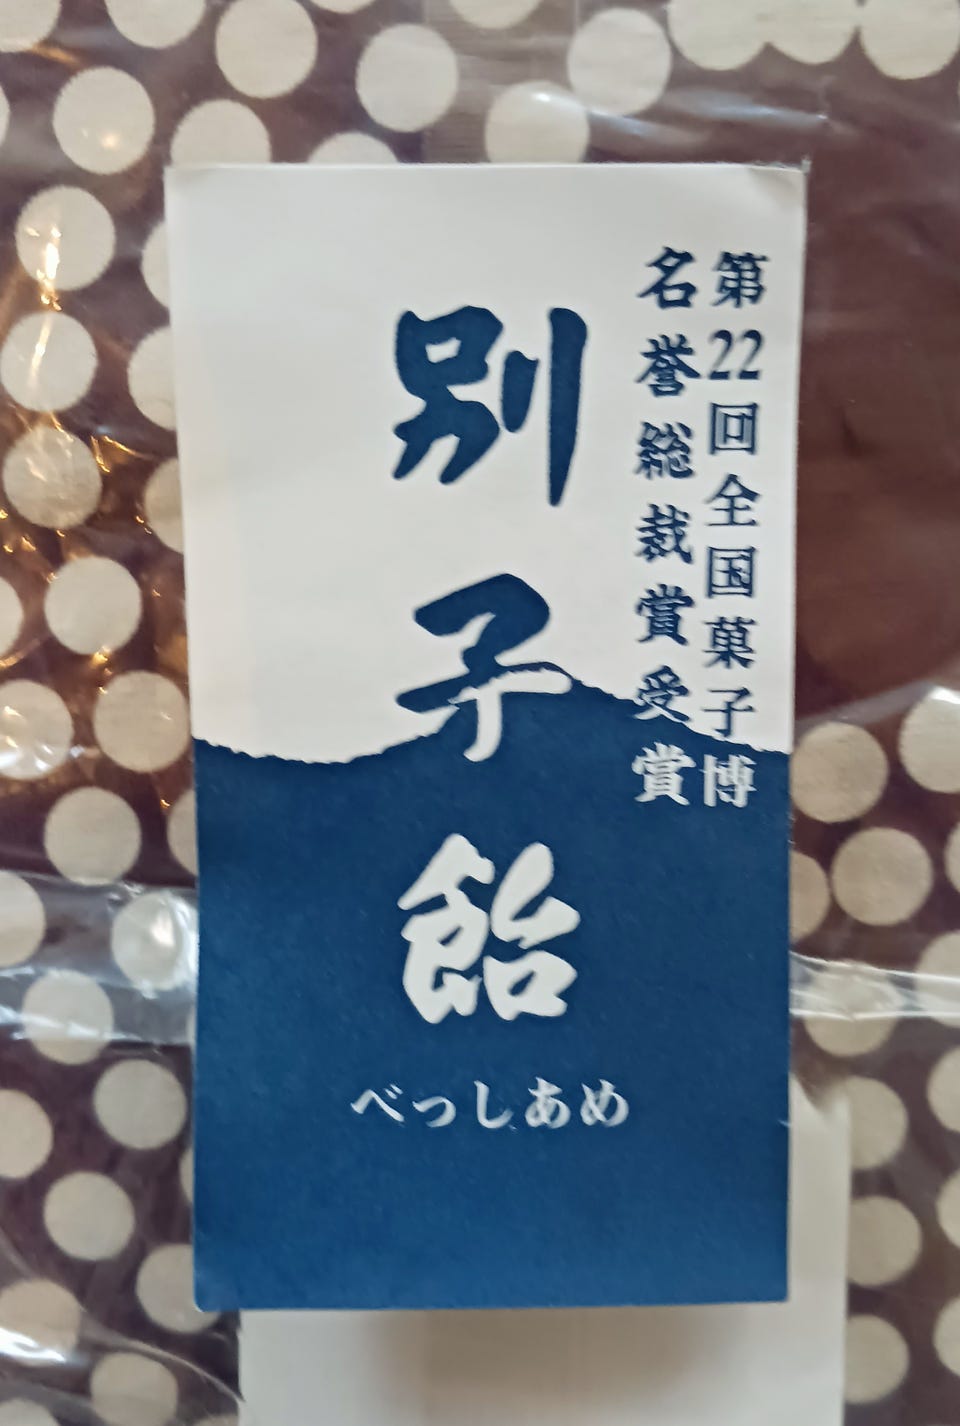 第22回全国菓子博
名誉総裁賞受賞
別子飴
べっしあめ